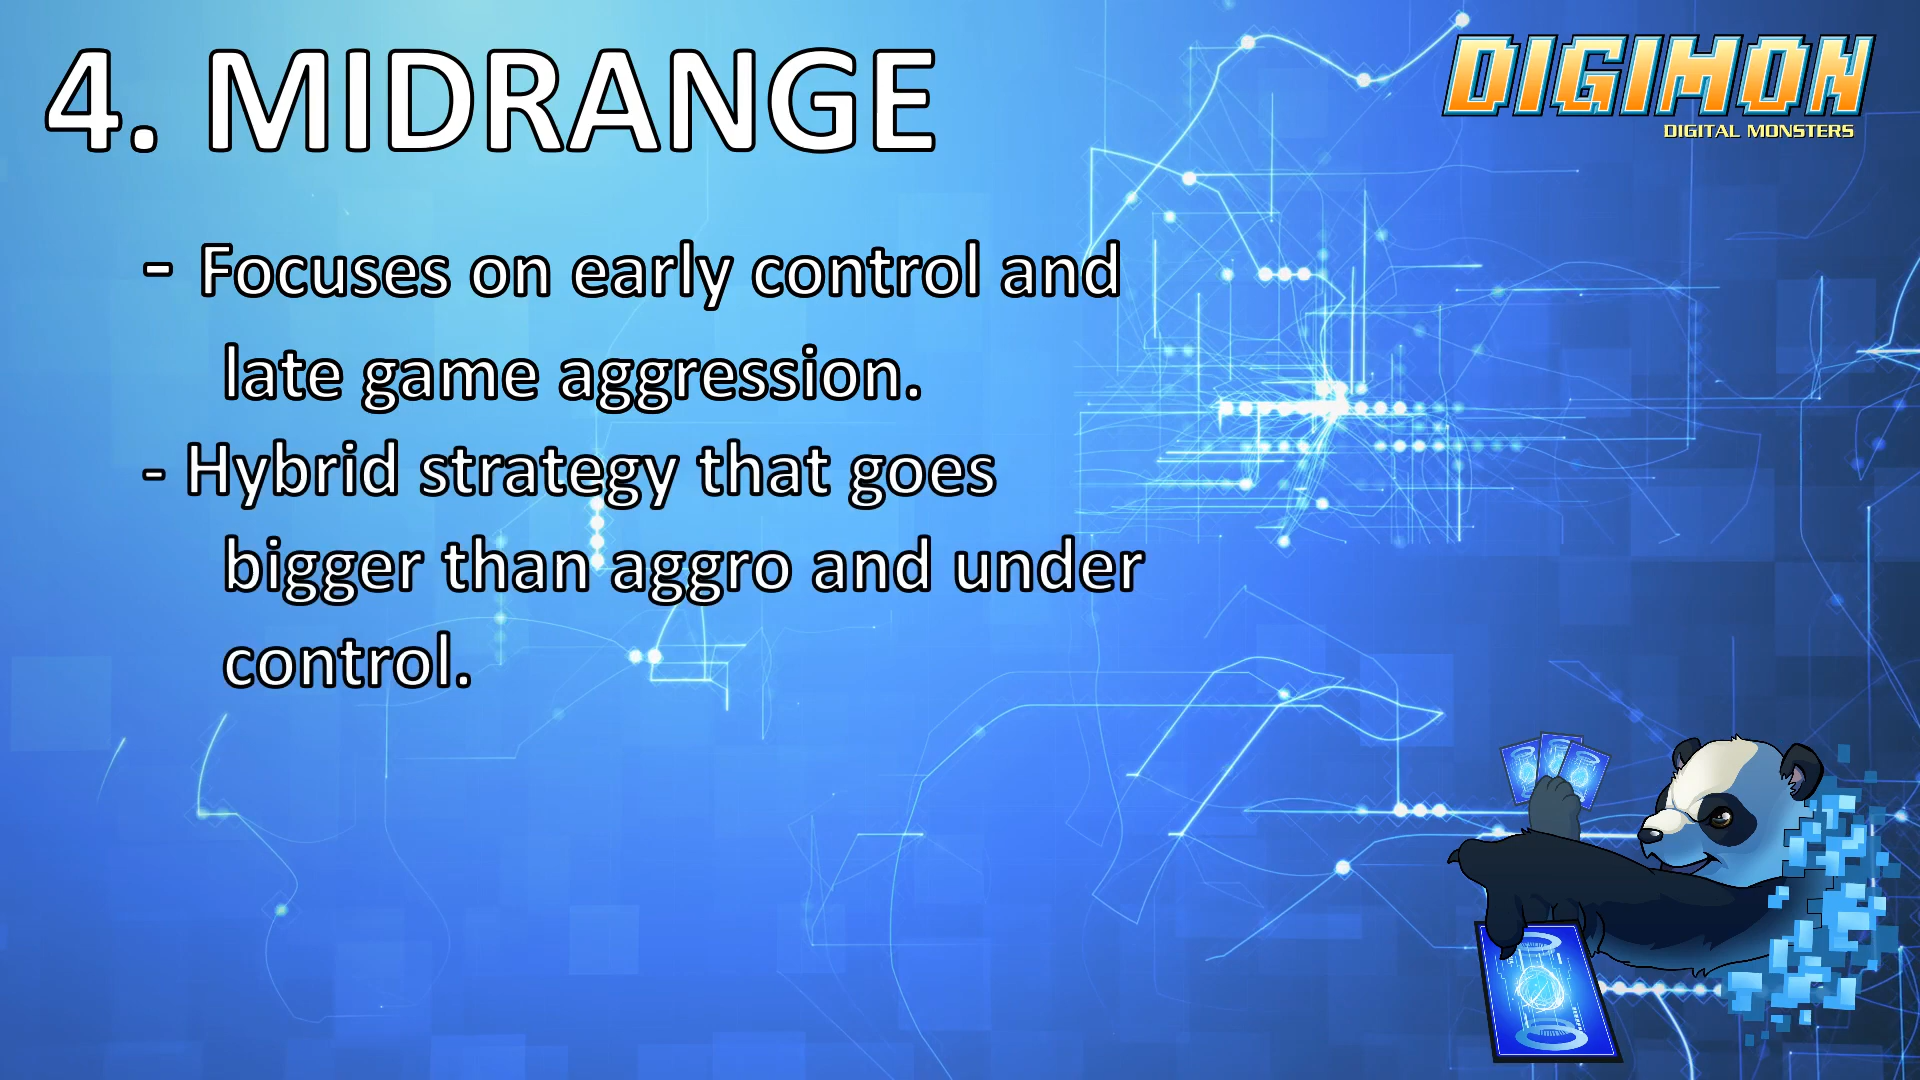 4. MIDRANGE
DIGIMON
DIGITAL MONSTERS
- Focuses on early control and
late game aggression.
- Hybrid strategy that goes
bigger than aggro and under
control.